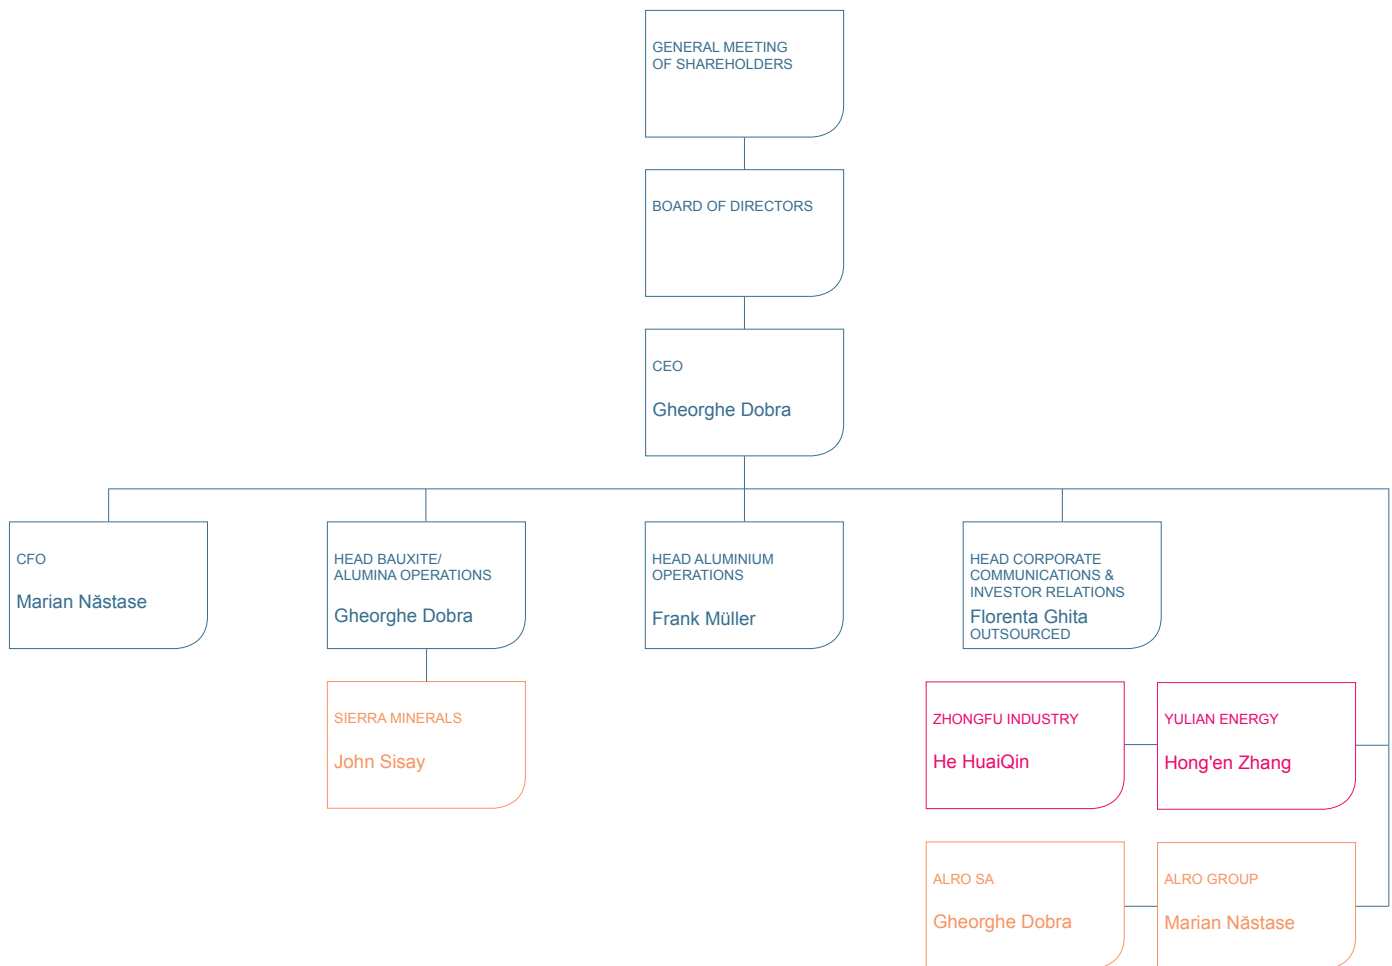 GENERAL MEETING
OF SHAREHOLDERS
BOARD OF DIRECTORS
CEO
Gheorghe Dobra
CFO
Marian Năstase
HEAD BAUXITE/
ALUMINA OPERATIONS
Gheorghe Dobra
HEAD ALUMINIUM
OPERATIONS
Frank Müller
HEAD CORPORATE
COMMUNICATIONS &
INVESTOR RELATIONS
Florenta Ghita
OUTSOURCED
SIERRA MINERALS
John Sisay
ZHONGFU INDUSTRY
He HuaiQin
YULIAN ENERGY
Hong'en Zhang
ALRO SA
Gheorghe Dobra
ALRO GROUP
Marian Năstase